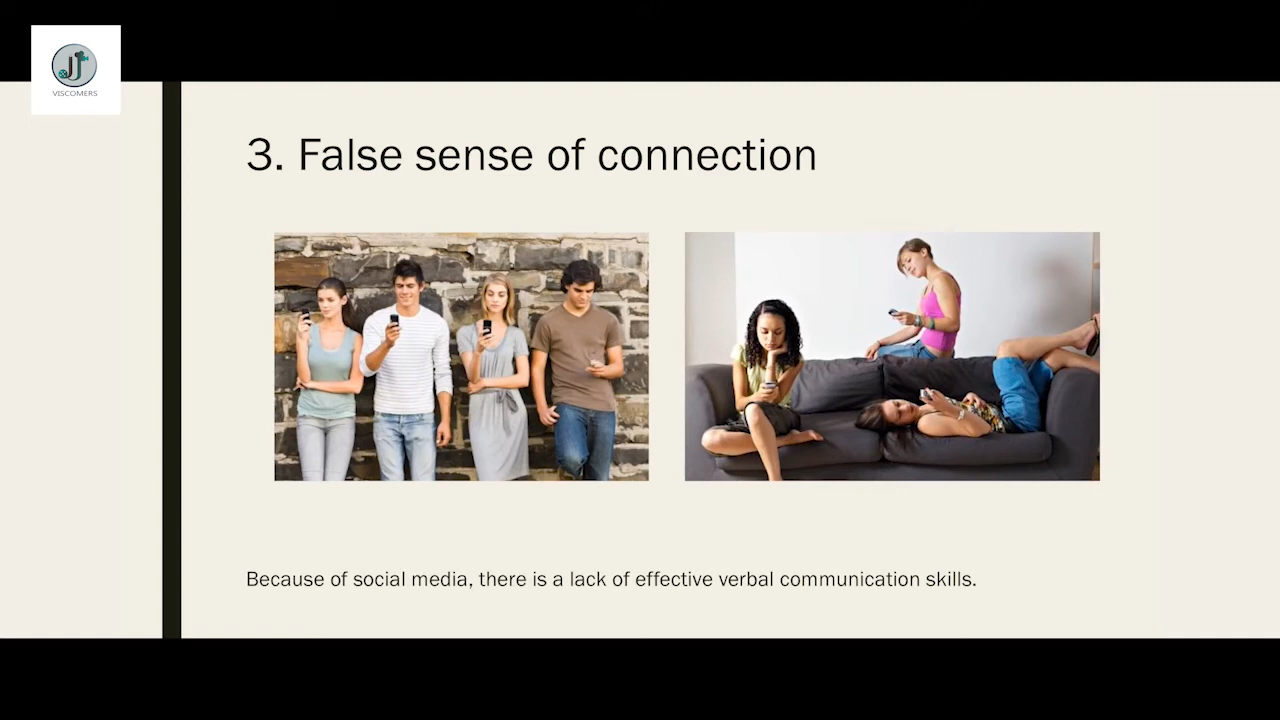 VISCOMERS
3. False sense of connection
Because of social media, there is a lack of effective verbal communication skills.